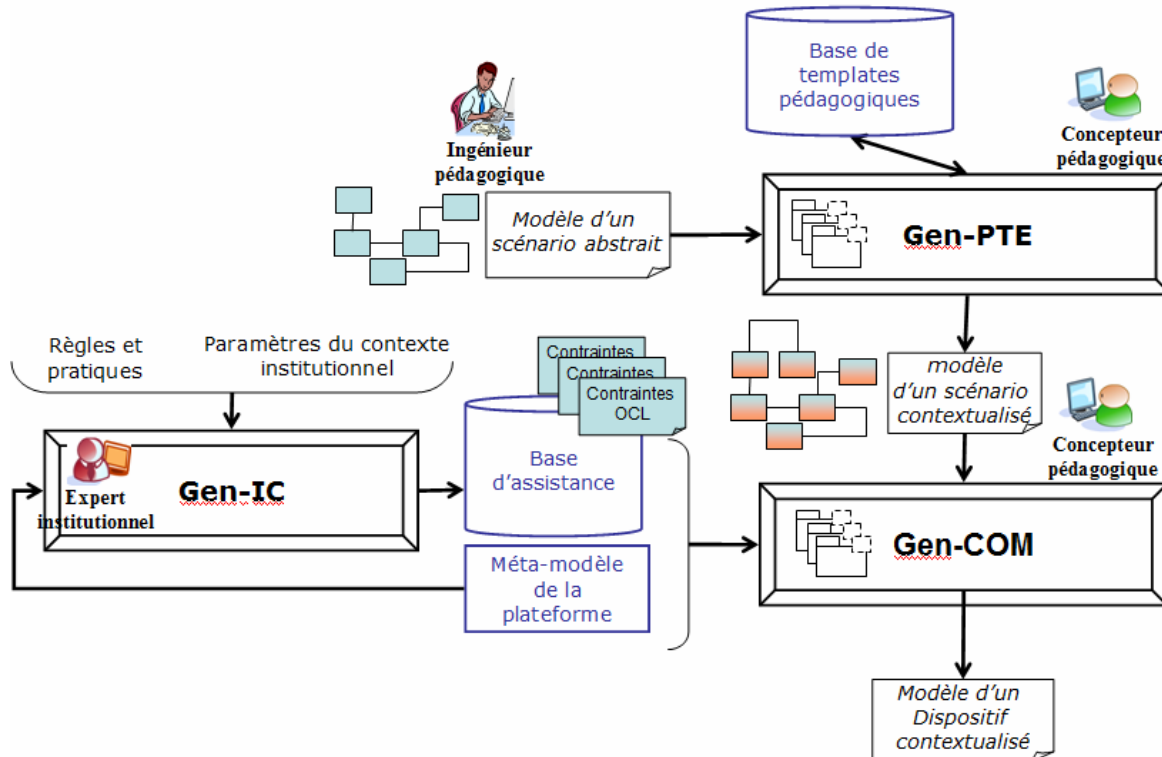 Base de
templates
pédagogiques
Concepteur
pédagogique
Ingénieur
pédagogique
Modèle d'un
scénario abstrait
Gen-PTE
Règles et
pratiques
Paramètres du contexte
institutionnel
Contraintes
Contraintes
Contraintes
OCL
modèle
d'un scénario
contextualisé
Concepteur
pédagogique
Expert
institutionnel
Gen-IC
Base
d'assistance
Gen-COM
Méta-modèle
de la
plateforme
Modèle d'un
Dispositif
contextualisé